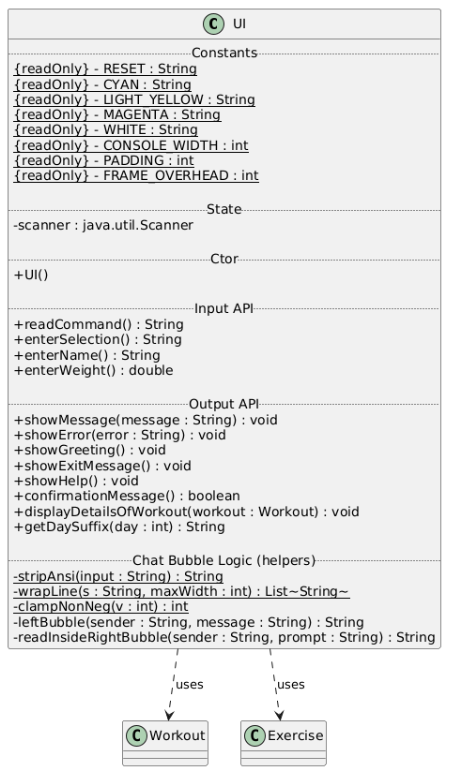 C UI
Constants
{readOnly} - RESET : String
{readOnly} - CYAN : String
{readOnly} - LIGHT_YELLOW : String
{readOnly} - MAGENTA : String
{readOnly} - WHITE : String
{readOnly} - CONSOLE_WIDTH : int
{readOnly} - PADDING : int
{readOnly} - FRAME_OVERHEAD : int
State
-scanner : java.util.Scanner
Ctor
+UI()
Input API
+readCommand() : String
+enterSelection() : String
+enterName() : String
+enterWeight() : double
Output API
+showMessage(message : String) : void
+showError(error : String) : void
+showGreeting() : void
+showExitMessage() : void
+showHelp() : void
+confirmationMessage() : boolean
+displayDetailsOfWorkout(workout : Workout) : void
+getDaySuffix(day : int) : String
Chat Bubble Logic (helpers)
-stripAnsi(input : String) : String
-wrapLine(s : String, maxWidth : int) : List~String~
-clampNonNeg(v : int) : int
-leftBubble(sender : String, message : String) : String
-readInsideRightBubble(sender : String, prompt : String) : String
uses
uses
C Workout
C Exercise